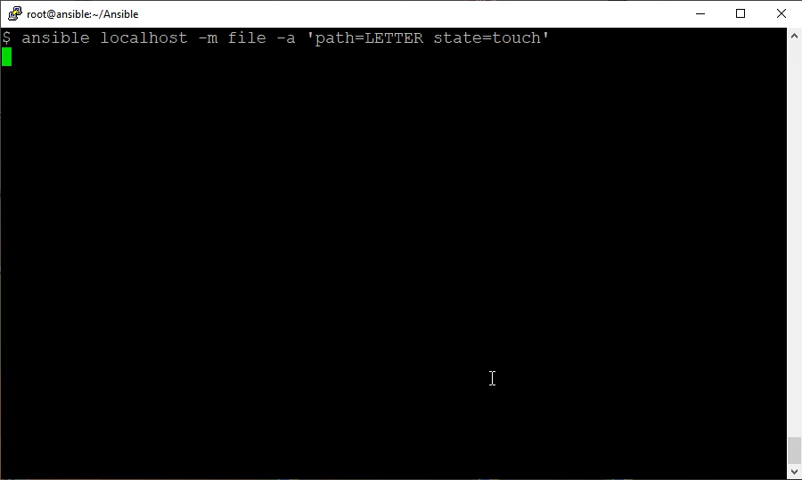 root@ansible:~/Ansible
$ ansible localhost -m file -a 'path=LETTER state=touch'